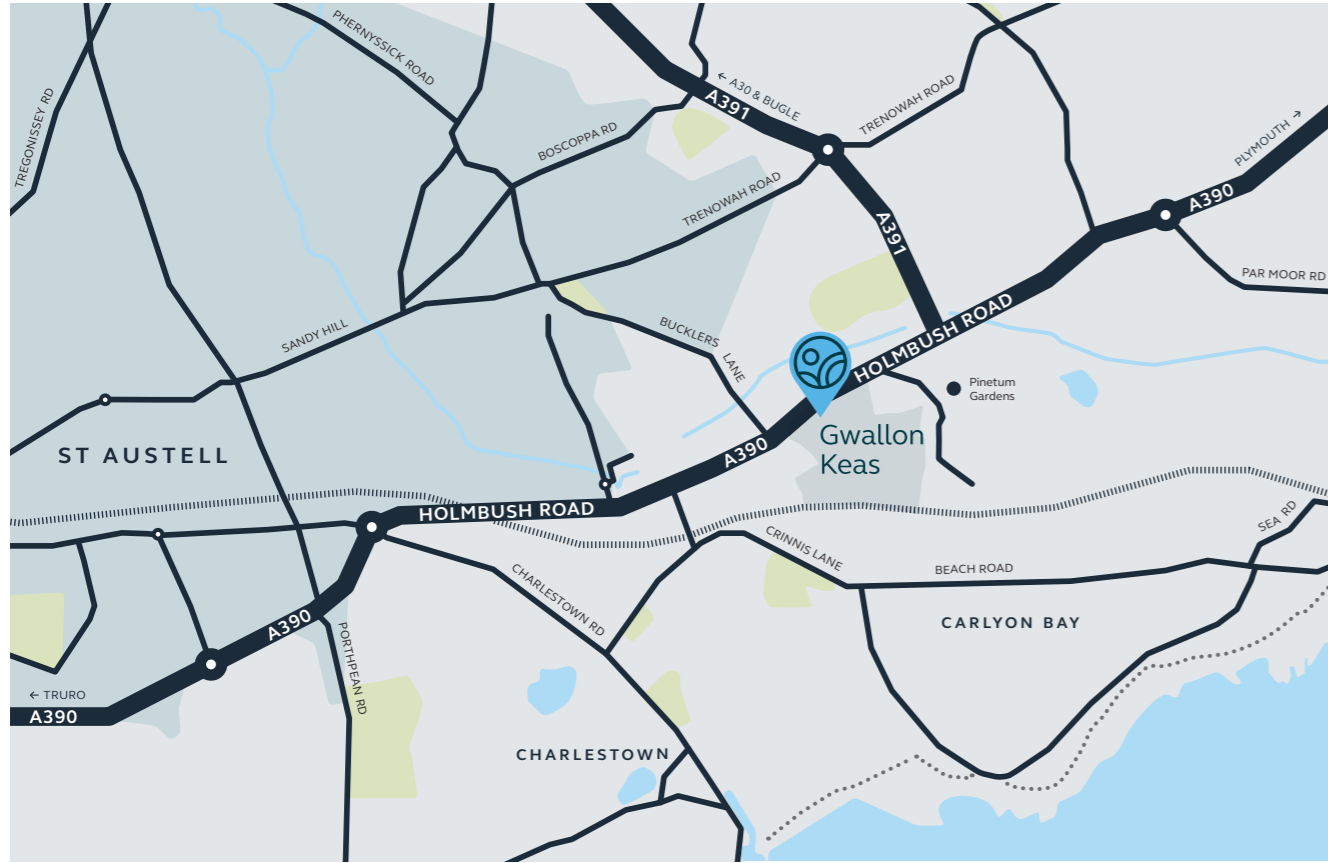 PHERNYSSICK ROAD
TREGONISSEY RD
← A30 & BUGLE
A391
BOSCOPPA RD
TRENOWAH ROAD
TRENOWAH ROAD
PLYMOUTH →
A390
A391
PAR MOOR RD
SANDY HILL
BUCKLERS
LANE
HOLMBUSH ROAD
Pinetum
Gardens
Gwallon
Keas
ST AUSTELL
A390
HOLMBUSH ROAD
CRINNIS LANE
SEA RD
BEACH ROAD
CHARLESTOWN RD
CARLYON BAY
A390
PORTHPEAN RD
← TRURO
A390
CHARLESTOWN